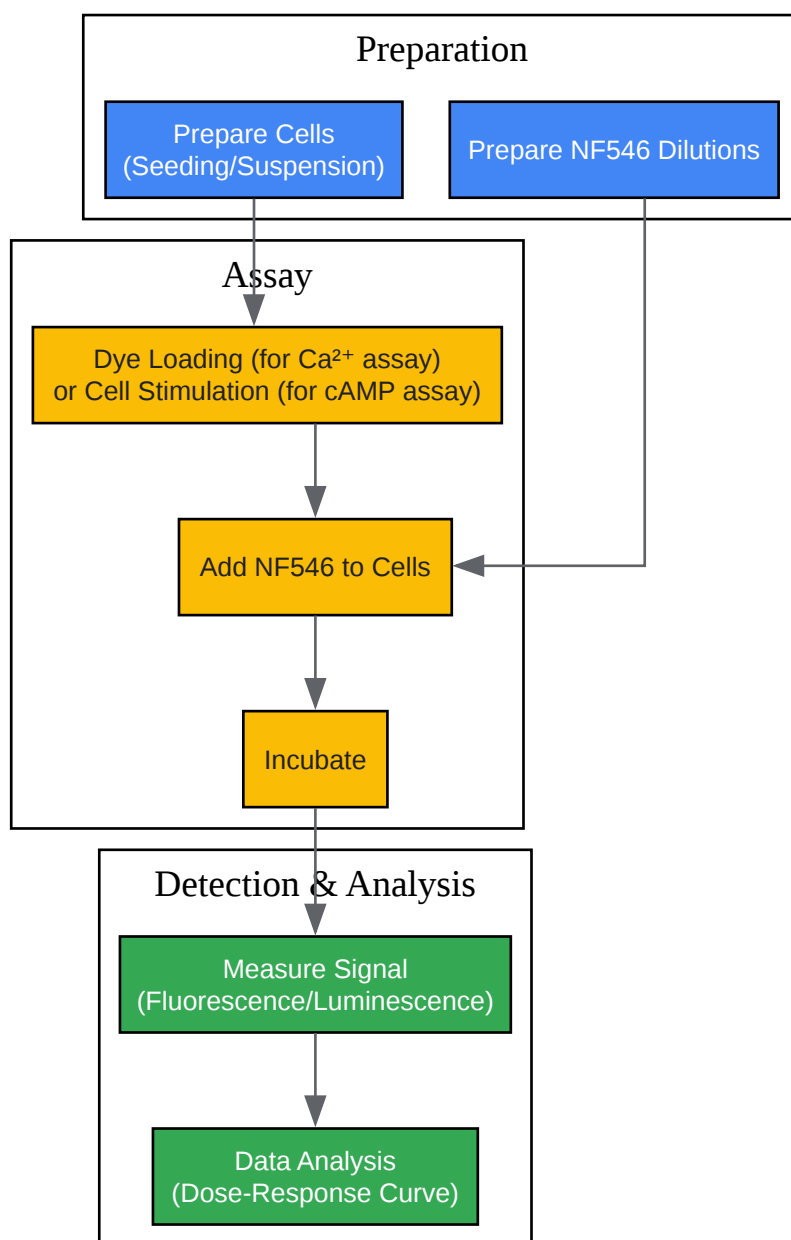 Preparation
Prepare Cells
(Seeding/Suspension)
Prepare NF546 Dilutions
Assay
Dye Loading (for Ca²⁺ assay)
or Cell Stimulation (for cAMP assay)
Add NF546 to Cells
Incubate
Detection & Analysis
Measure Signal
(Fluorescence/Luminescence)
Data Analysis
(Dose-Response Curve)